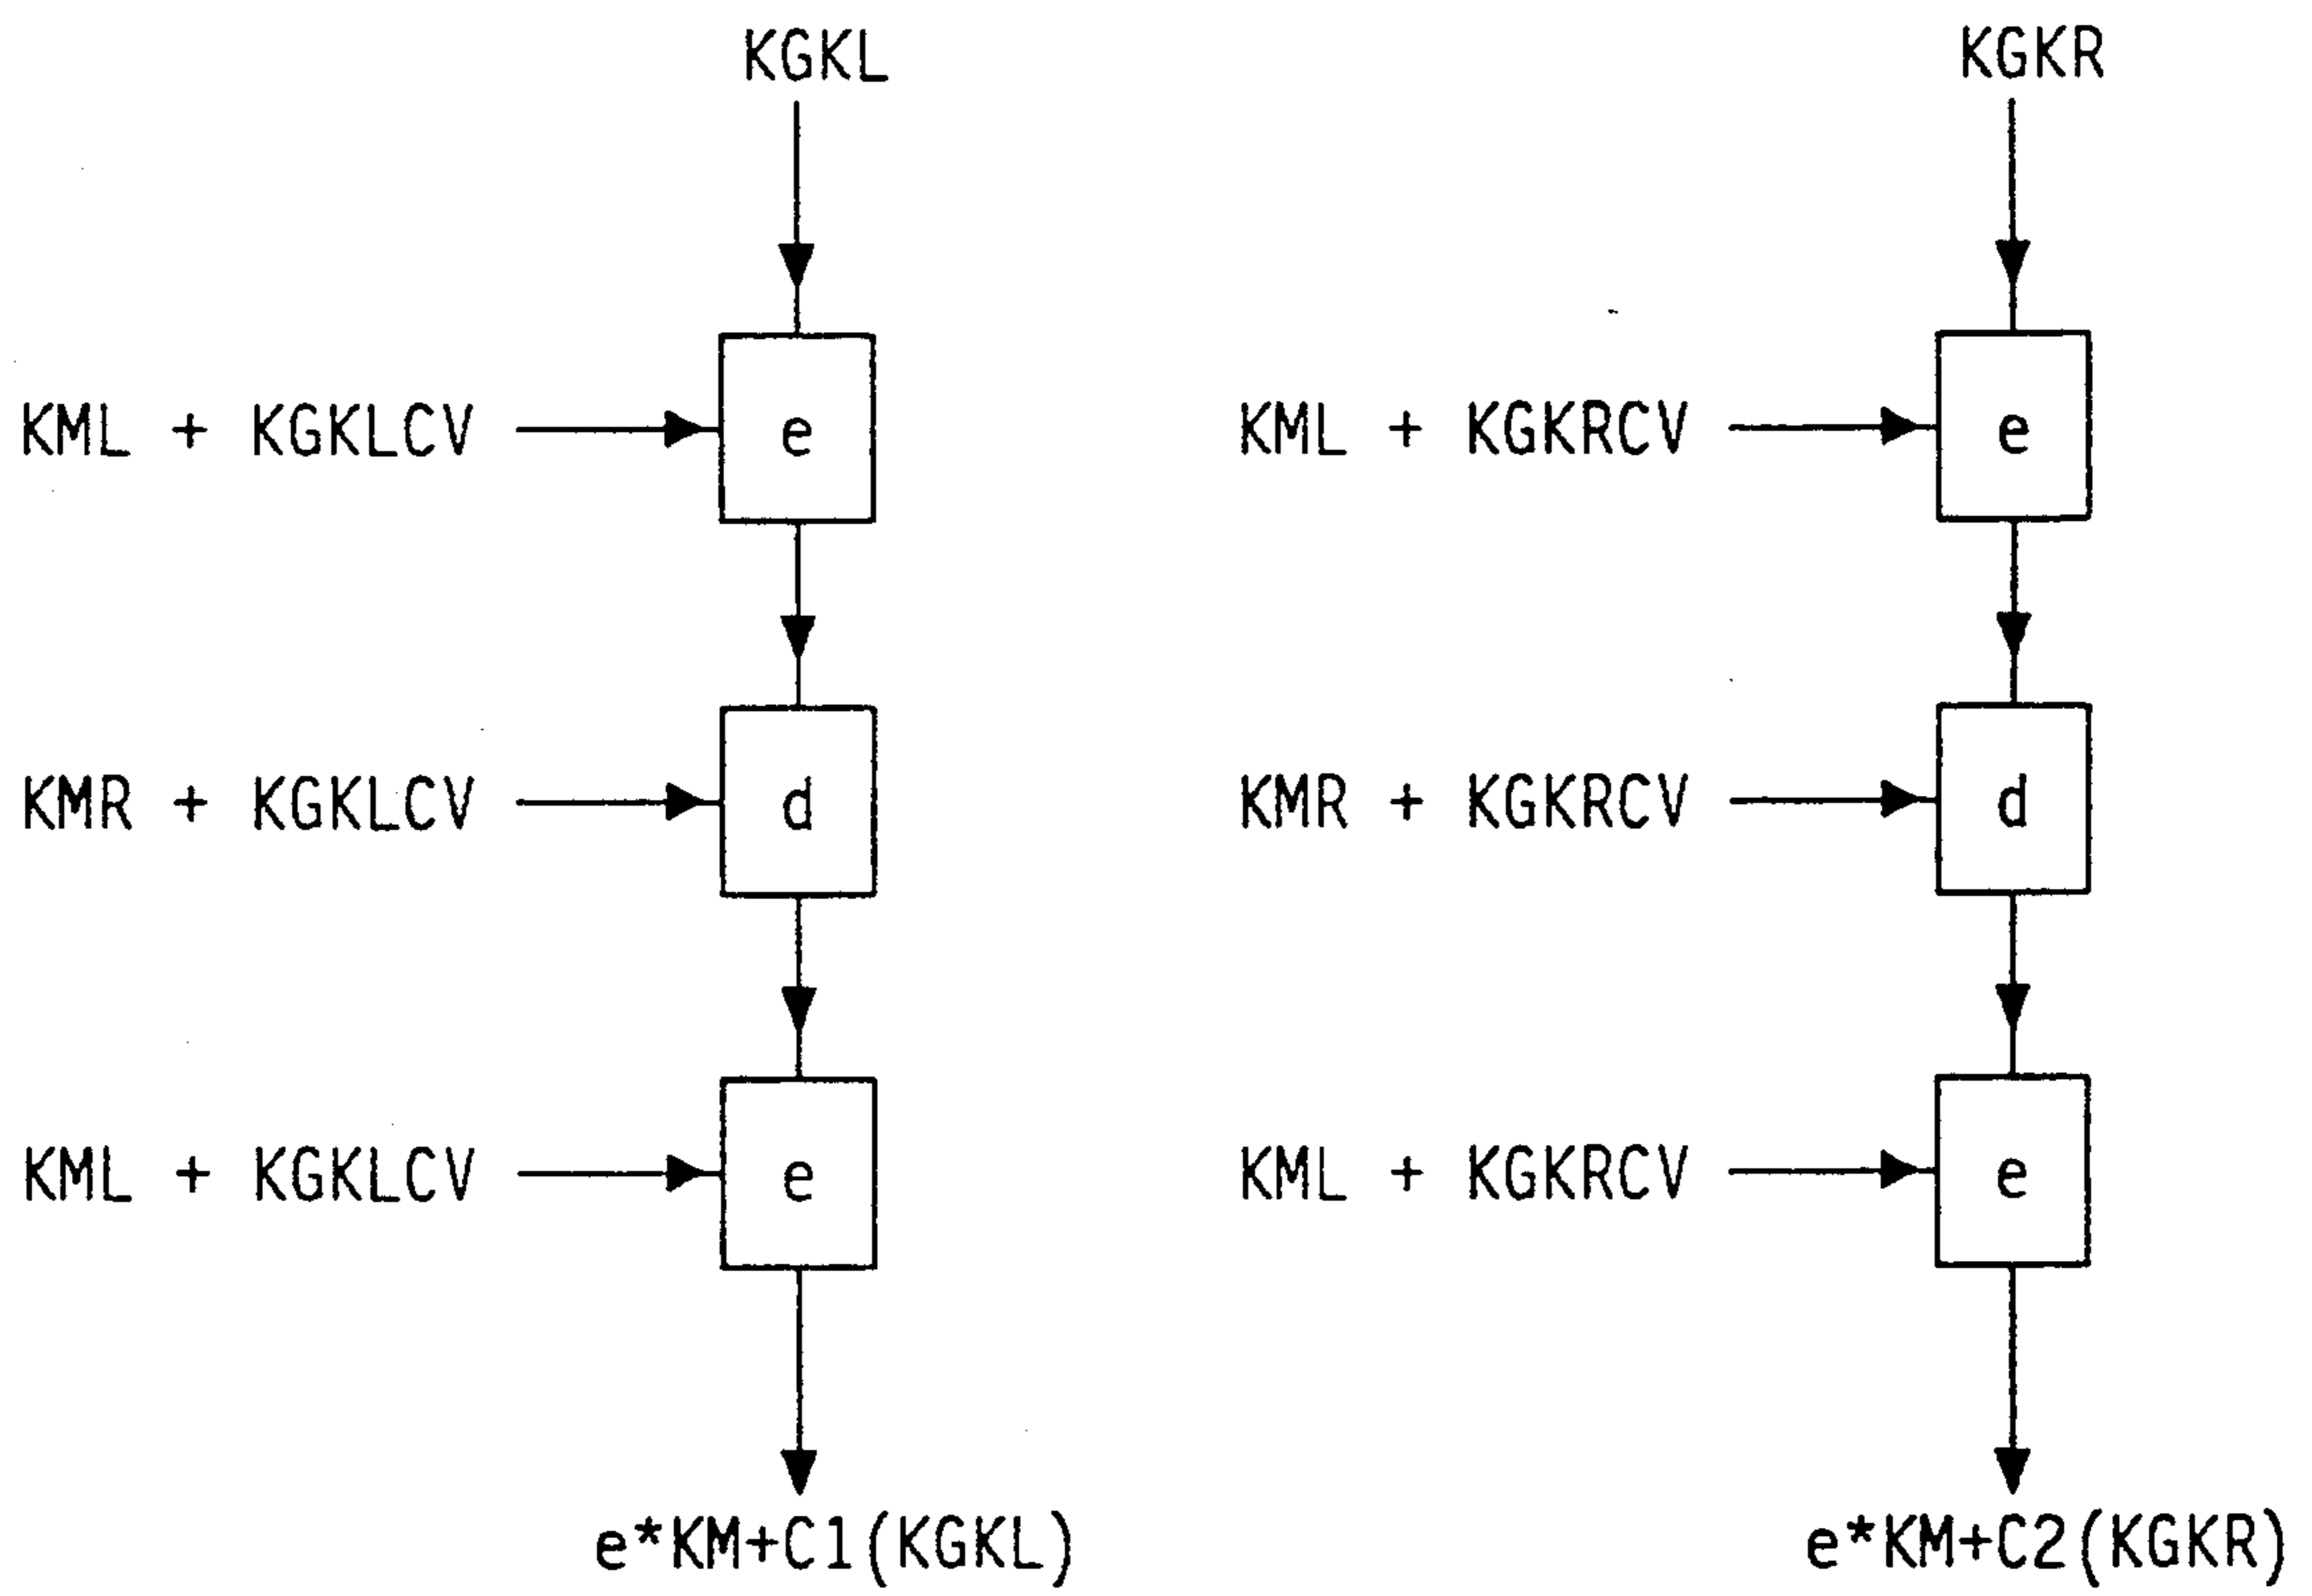 KGKL
KGKR
KML + KGKLCV
e
KML + KGKRCV
e
KMR + KGKLCV
d
KMR + KGKRCV
d
KML + KGKLCV
e
KML + KGKRCV
e
e*KM+C1(KGKL)
e*KM+C2(KGKR)